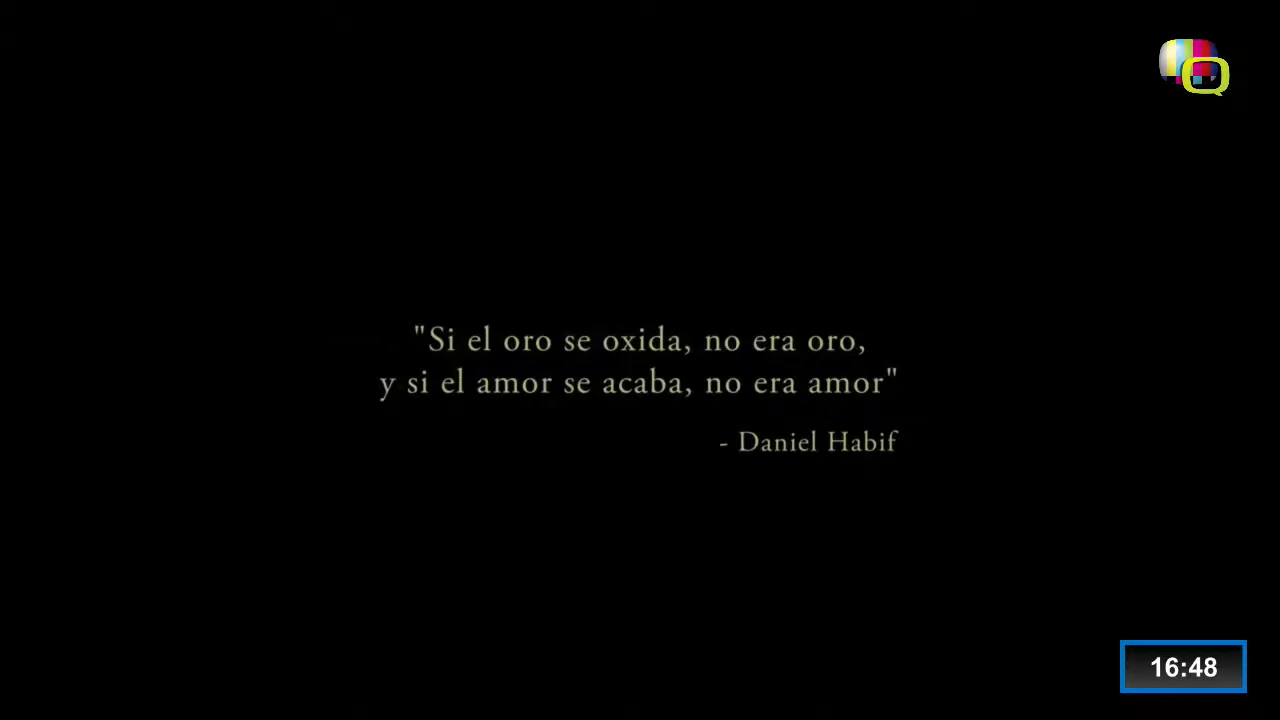 "Si el oro se oxida, no era oro,
y si el amor se acaba, no era amor"
- Daniel Habif
16:48